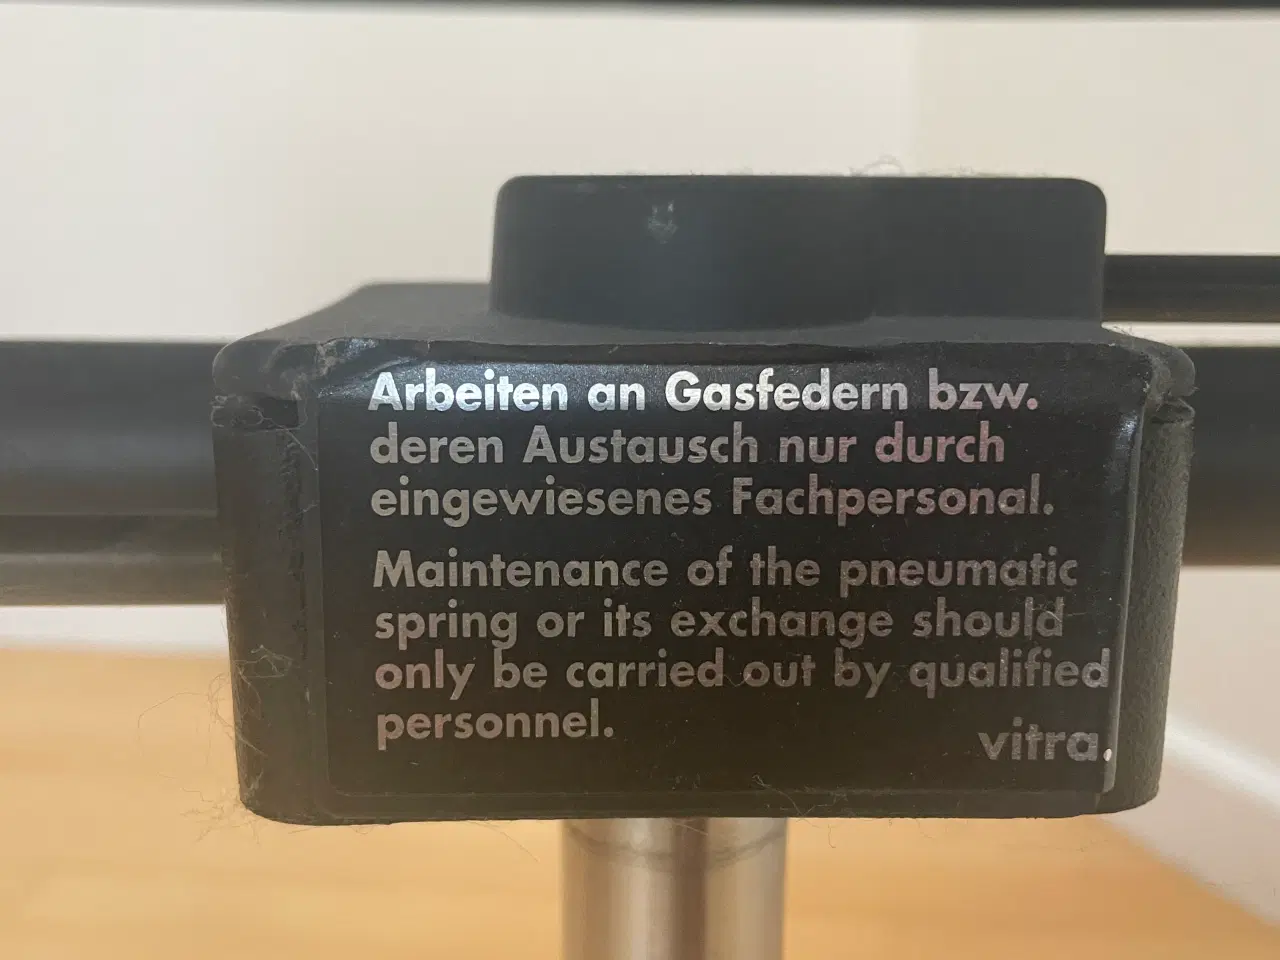 Arbeiten an Gasfedern bzw.
deren Austausch nur durch
eingewiesenes Fachpersonal.
Maintenance of the pneumatic
spring or its exchange should
only be carried out by qualified
personnel.
vitra.